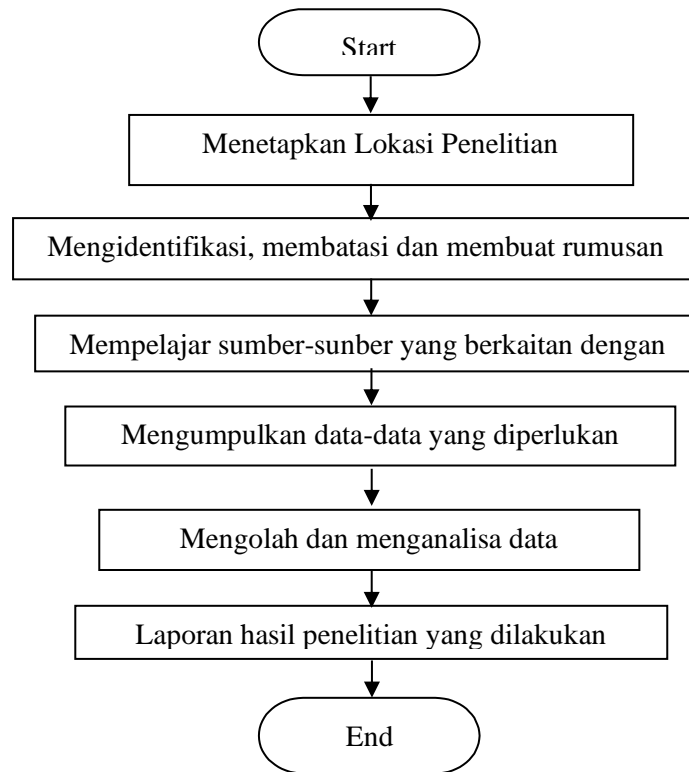 Start
Menetapkan Lokasi Penelitian
Mengidentifikasi, membatasi dan membuat rumusan
Mempelajar sumber-sunber yang berkaitan dengan
Mengumpulkan data-data yang diperlukan
Mengolah dan menganalisa data
Laporan hasil penelitian yang dilakukan
End